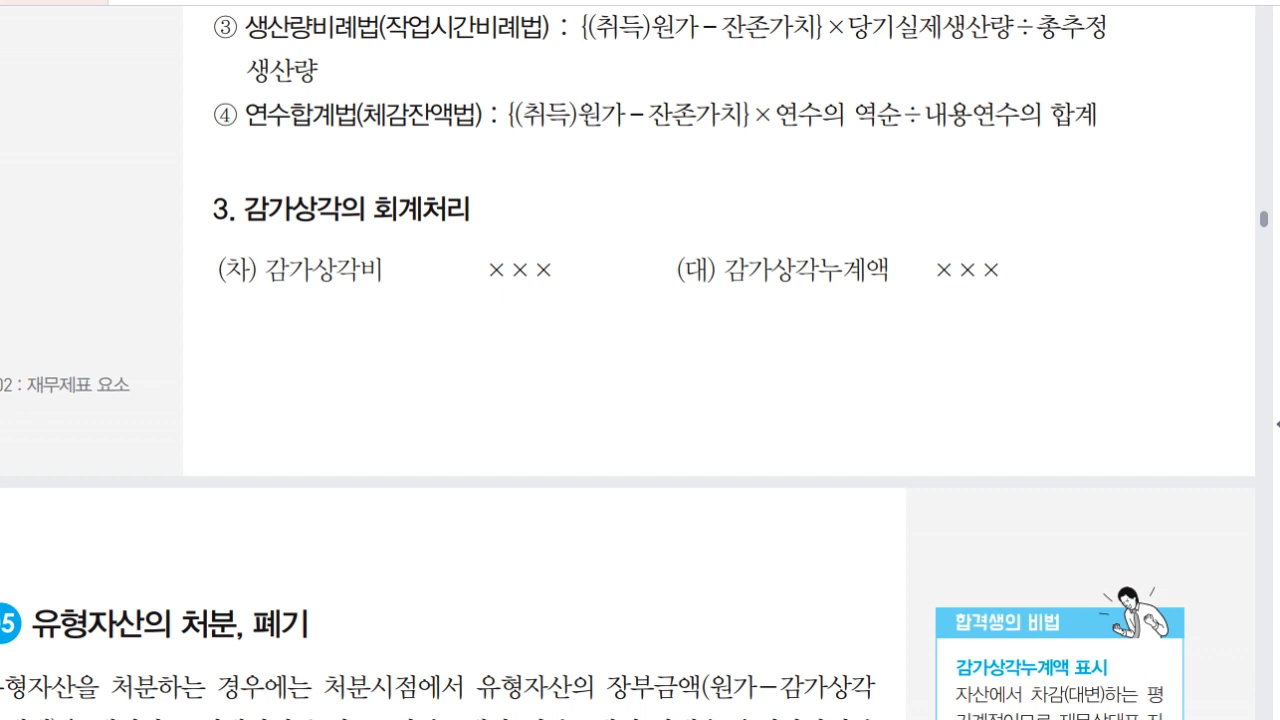 ③ 생산량비례법(작업시간비례법) : {(취득)원가-잔존가치}×당기실제생산량÷총추정
생산량
④ 연수합계법(체감잔액법) : {(취득)원가-잔존가치}×연수의 역순÷내용연수의 합계
3. 감가상각의 회계처리
(차) 감가상각비 ××× (대) 감가상각누계액 ×××
02 : 재무제표 요소
05 유형자산의 처분, 폐기
유형자산을 처분하는 경우에는 처분시점에서 유형자산의 장부금액(원가-감가상각
합격생의 비법
감가상각누계액 표시
자산에서 차감(대변)하는 평